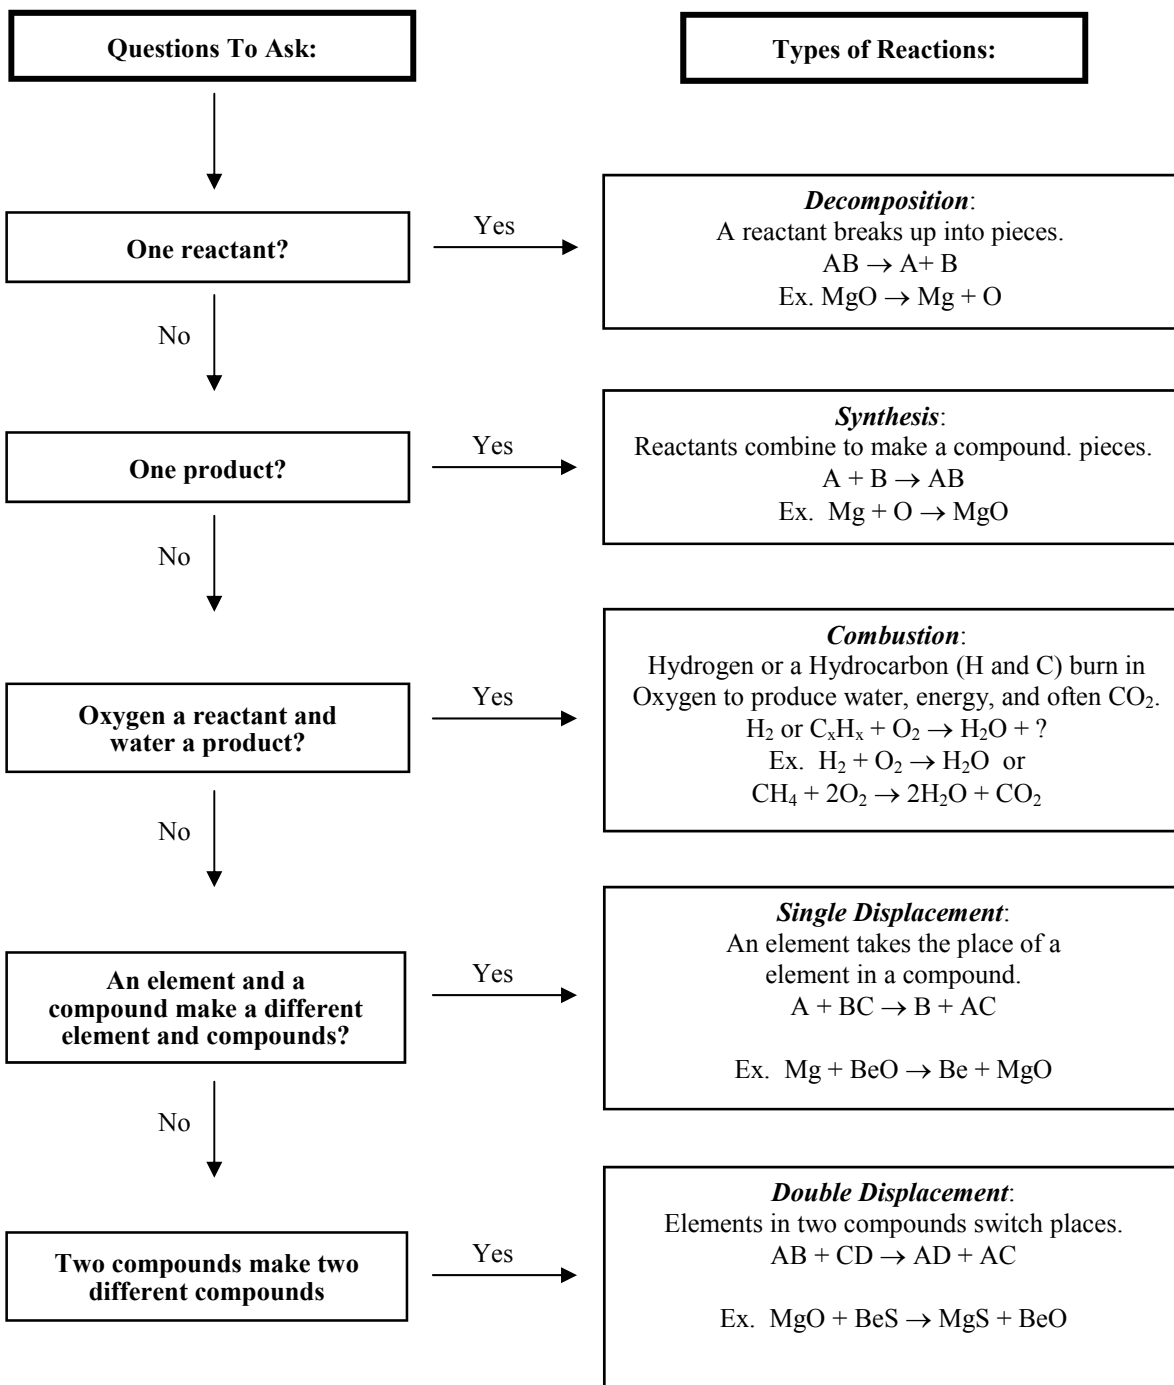 Questions To Ask:
Types of Reactions:
One reactant?
Yes
Decomposition:
A reactant breaks up into pieces.
AB → A+ B
Ex. MgO → Mg + O
No
One product?
Yes
Synthesis:
Reactants combine to make a compound. pieces.
A + B → AB
Ex. Mg + O → MgO
No
Oxygen a reactant and
water a product?
Yes
Combustion:
Hydrogen or a Hydrocarbon (H and C) burn in
Oxygen to produce water, energy, and often CO₂.
H₂ or CₓHₓ + O₂ → H₂O + ?
Ex. H₂ + O₂ → H₂O or
CH₄ + 2O₂ → 2H₂O + CO₂
No
An element and a
compound make a different
element and compounds?
Yes
Single Displacement:
An element takes the place of a
element in a compound.
A + BC → B + AC
Ex. Mg + BeO → Be + MgO
No
Two compounds make two
different compounds
Yes
Double Displacement:
Elements in two compounds switch places.
AB + CD → AD + AC
Ex. MgO + BeS → MgS + BeO